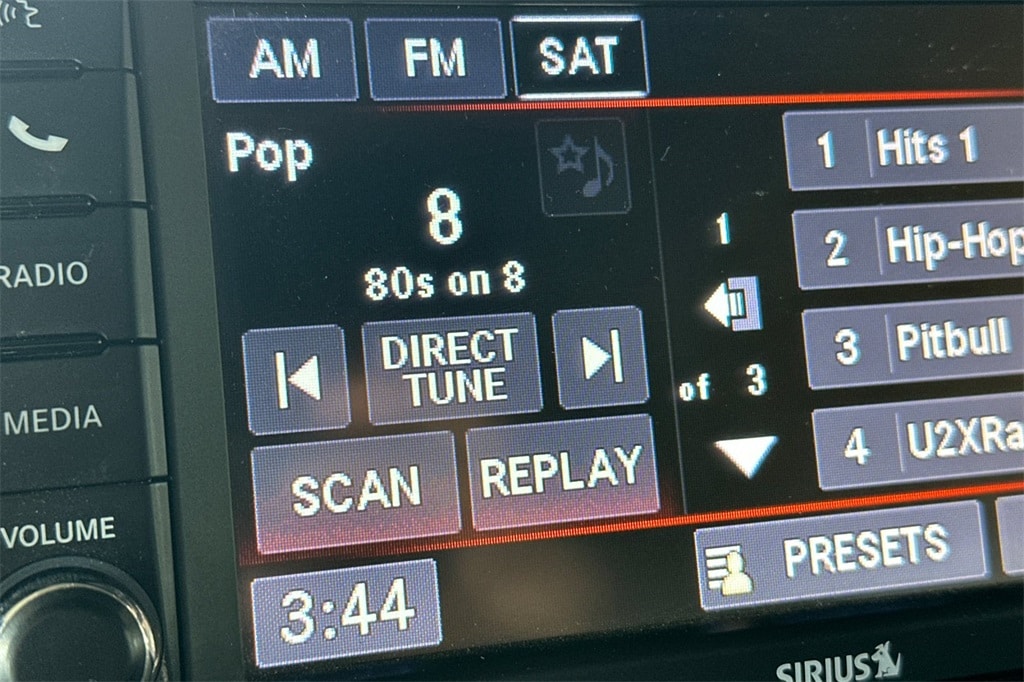 AM
FM
SAT
Pop
8
80s on 8
DIRECT
TUNE
SCAN
REPLAY
3:44
1
of 3
1 Hits 1
2 Hip-Hop
3 Pitbull
4 U2XRa
PRESETS
RADIO
MEDIA
VOLUME
SIRIUS